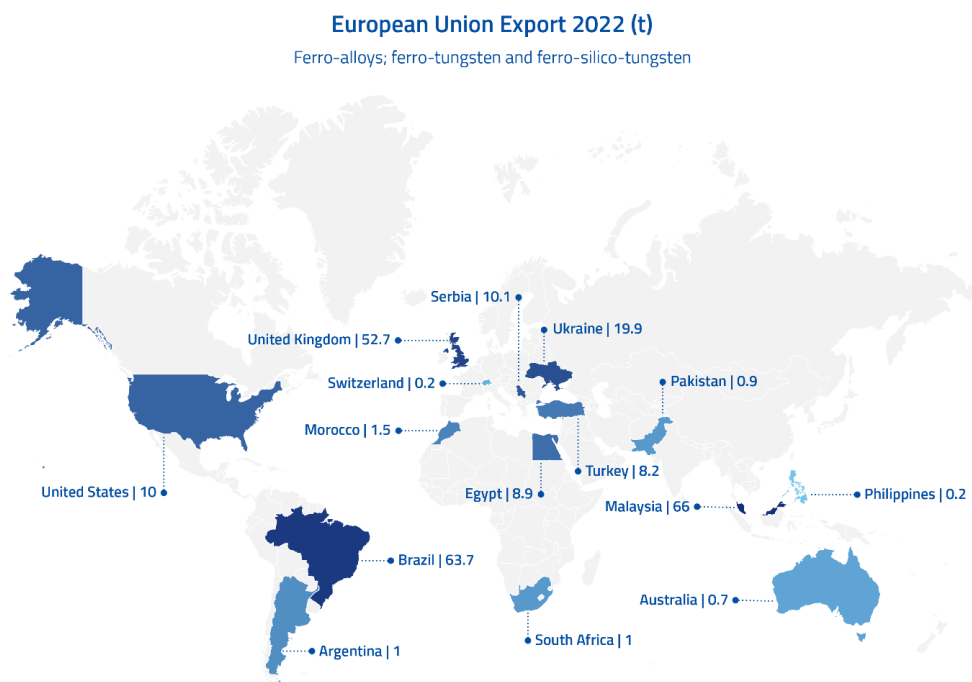 European Union Export 2022 (t)
Ferro-alloys; ferro-tungsten and ferro-silico-tungsten
Serbia | 10.1
Ukraine | 19.9
United Kingdom | 52.7
Switzerland | 0.2
Pakistan | 0.9
Morocco | 1.5
Turkey | 8.2
United States | 10
Egypt | 8.9
Philippines | 0.2
Malaysia | 66
Brazil | 63.7
Australia | 0.7
South Africa | 1
Argentina | 1